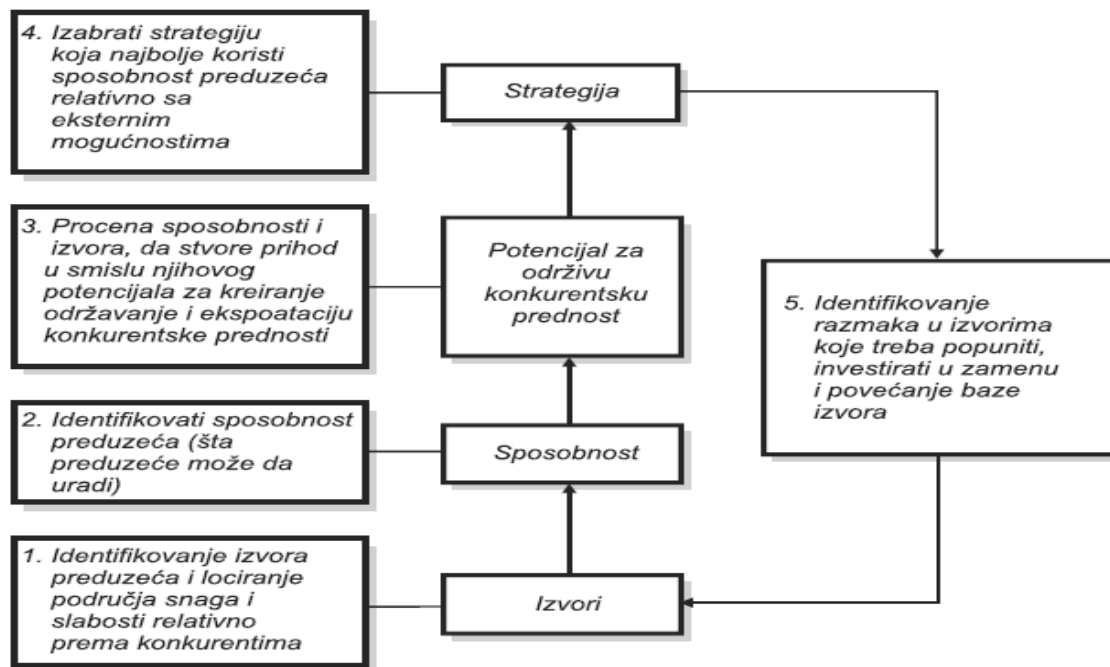 4. Izabrati strategiju
koja najbolje koristi
sposobnost preduzeća
relativno sa
eksternim
mogućnostima
Strategija
3. Procena sposobnosti i
izvora, da stvore prihod
u smislu njihovog
potencijala za kreiranje
održavanje i ekspoataciju
konkurentske prednosti
Potencijal za
održivu
konkurentsku
prednost
5. Identifikovanje
razmaka u izvorima
koje treba popuniti,
investirati u zamenu
i povećanje baze
izvora
2. Identifikovati sposobnost
preduzeća (šta
preduzeće može da
uradi)
Sposobnost
1. Identifikovanje izvora
preduzeća i lociranje
područja snaga i
slabosti relativno
prema konkurentima
Izvori